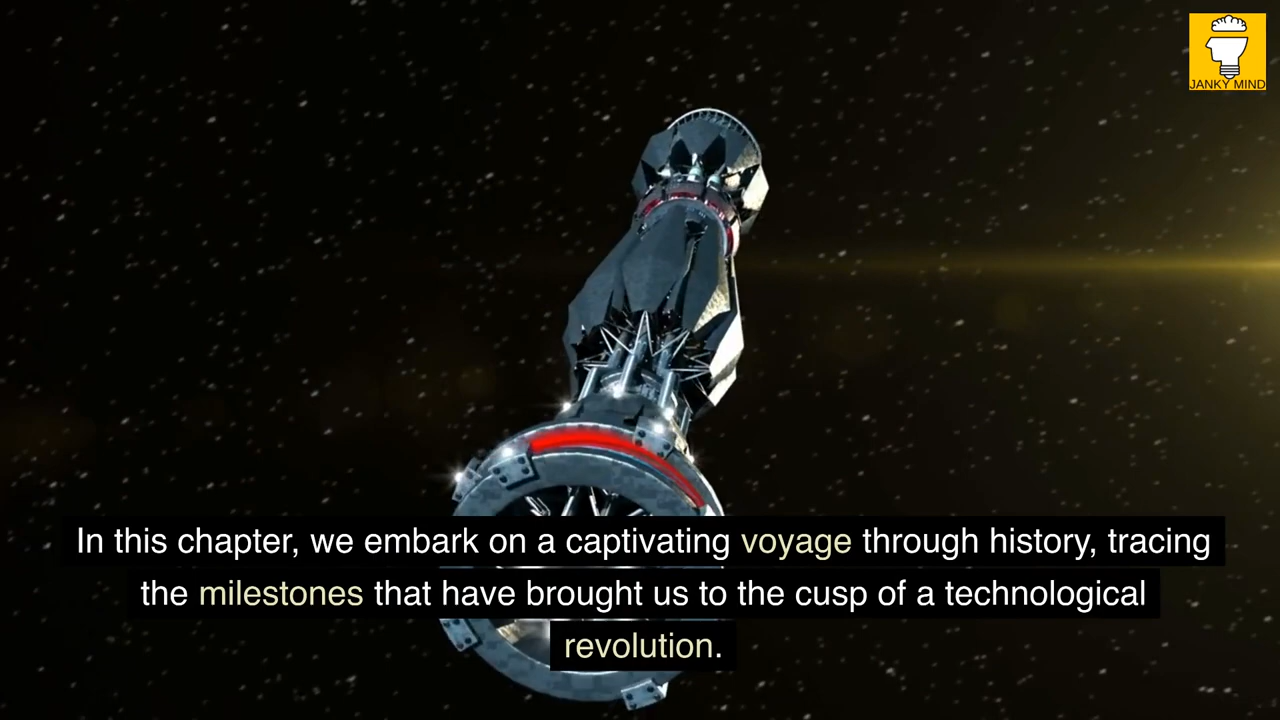 JANKY MIND
In this chapter, we embark on a captivating voyage through history, tracing
the milestones that have brought us to the cusp of a technological
revolution.